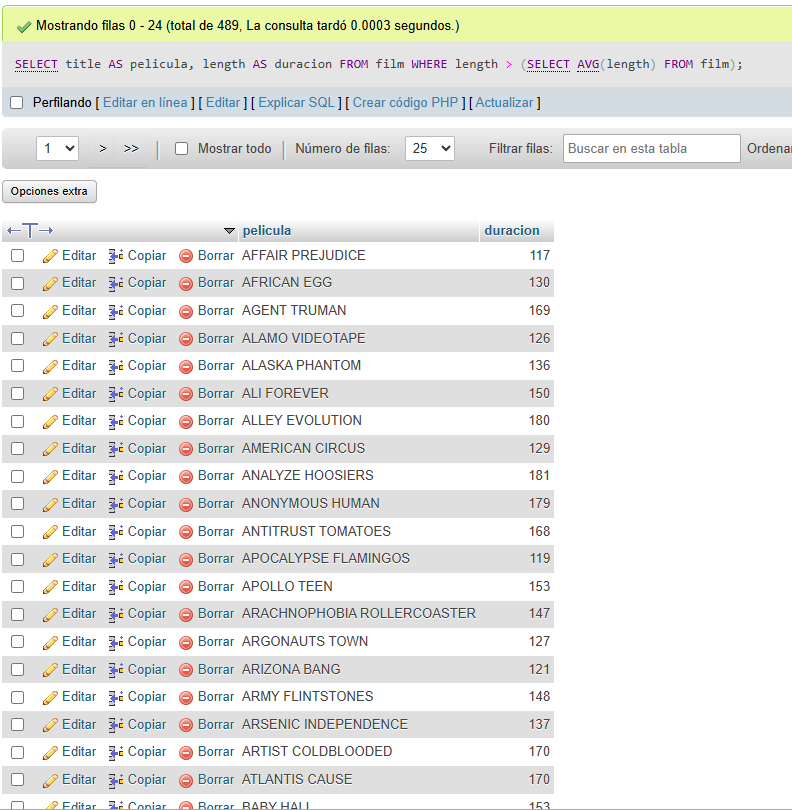 Mostrando filas 0 - 24 (total de 489, La consulta tardó 0.0003 segundos.)
SELECT title AS pelicula, length AS duracion FROM film WHERE length > (SELECT AVG(length) FROM film);
Perfilando [ Editar en línea ] [ Editar ] [ Explicar SQL ] [ Crear código PHP ] [ Actualizar ]
1 > >> | Mostrar todo | Número de filas: 25 Filtrar filas: Buscar en esta tabla Ordenar
Opciones extra
←T→ pelicula duracion
Editar Copiar Borrar AFFAIR PREJUDICE 117
Editar Copiar Borrar AFRICAN EGG 130
Editar Copiar Borrar AGENT TRUMAN 169
Editar Copiar Borrar ALAMO VIDEOTAPE 126
Editar Copiar Borrar ALASKA PHANTOM 136
Editar Copiar Borrar ALI FOREVER 150
Editar Copiar Borrar ALLEY EVOLUTION 180
Editar Copiar Borrar AMERICAN CIRCUS 129
Editar Copiar Borrar ANALYZE HOOSIERS 181
Editar Copiar Borrar ANONYMOUS HUMAN 179
Editar Copiar Borrar ANTITRUST TOMATOES 168
Editar Copiar Borrar APOCALYPSE FLAMINGOS 119
Editar Copiar Borrar APOLLO TEEN 153
Editar Copiar Borrar ARACHNOPHOBIA ROLLERCOASTER 147
Editar Copiar Borrar ARGONAUTS TOWN 127
Editar Copiar Borrar ARIZONA BANG 121
Editar Copiar Borrar ARMY FLINTSTONES 148
Editar Copiar Borrar ARSENIC INDEPENDENCE 137
Editar Copiar Borrar ARTIST COLDBLOODED 170
Editar Copiar Borrar ATLANTIS CAUSE 170
Editar Copiar Borrar BABY HALL 153